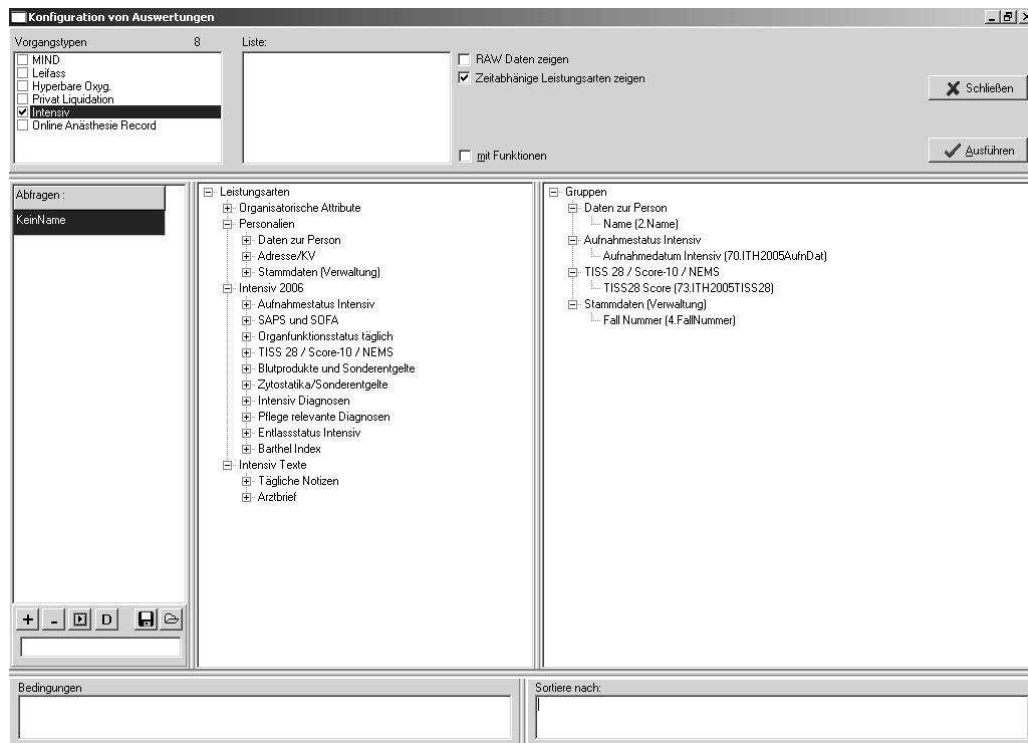 Konfiguration von Auswertungen
Vorgangstypen 8
MIND
Leifass
Hyperbare Oxyg.
Privat Liquidation
Intensiv
Online Anästhesie Record
Liste:
RAW Daten zeigen
Zeitabhänige Leistungsarten zeigen
mit Funktionen
Schließen
Ausführen
Abfragen :
KeinName
Leistungsarten
Organisatorische Attribute
Personalien
Daten zur Person
Adresse/KV
Stammdaten (Verwaltung)
Intensiv 2006
Aufnahmestatus Intensiv
SAPS und SOFA
Organfunktionsstatus täglich
TISS 28 / Score-10 / NEMS
Blutprodukte und Sonderentgelte
Zytostatika/Sonderentgelte
Intensiv Diagnosen
Pflege relevante Diagnosen
Entlassstatus Intensiv
Barthel Index
Intensiv Texte
Tägliche Notizen
Arztbrief
Gruppen
Daten zur Person
Name (2.Name)
Aufnahmestatus Intensiv
Aufnahmedatum Intensiv (70.ITH2005AufnDat)
TISS 28 / Score-10 / NEMS
TISS28 Score (73.ITH2005TISS28)
Stammdaten (Verwaltung)
Fall Nummer (4.FallNummer)
D
Bedingungen
Sortiere nach: